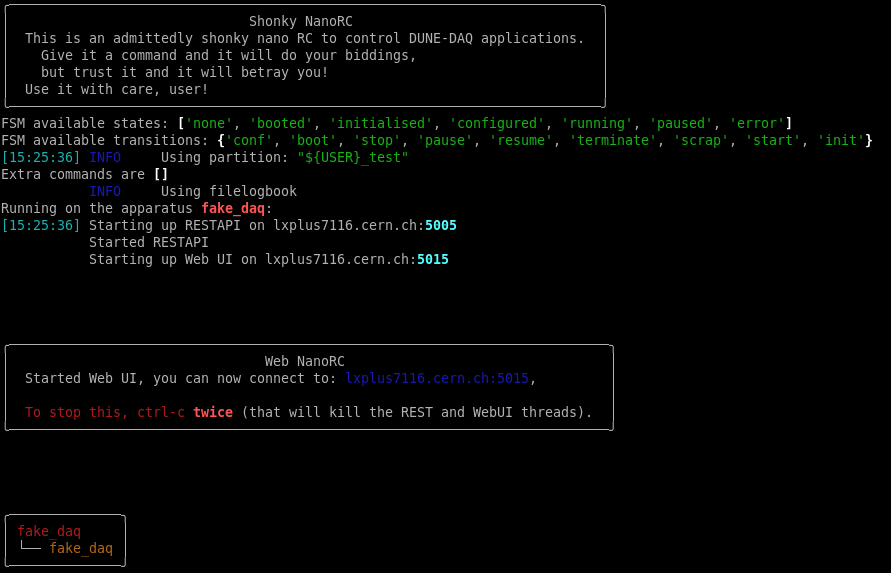 Shonky NanoRC
This is an admittedly shonky nano RC to control DUNE-DAQ applications.
Give it a command and it will do your biddings,
but trust it and it will betray you!
Use it with care, user!
FSM available states: ['none', 'booted', 'initialised', 'configured', 'running', 'paused', 'error']
FSM available transitions: {'conf', 'boot', 'stop', 'pause', 'resume', 'terminate', 'scrap', 'start', 'init'}
[15:25:36] INFO     Using partition: "${USER}_test"
Extra commands are []
INFO     Using filelogbook
Running on the apparatus fake_daq:
[15:25:36] Starting up RESTAPI on lxplus7116.cern.ch:5005
Started RESTAPI
Starting up Web UI on lxplus7116.cern.ch:5015
Web NanoRC
Started Web UI, you can now connect to: lxplus7116.cern.ch:5015,
To stop this, ctrl-c twice (that will kill the REST and WebUI threads).
fake_daq
└── fake_daq